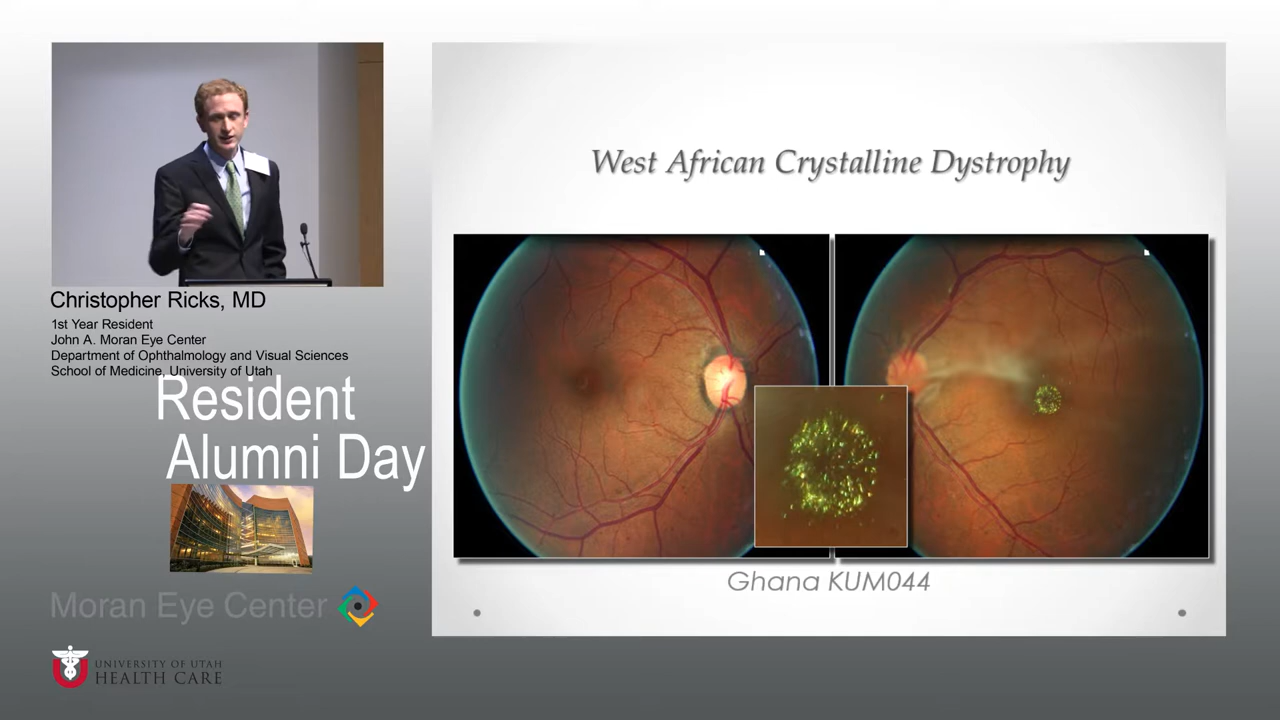 Christopher Ricks, MD
1st Year Resident
John A. Moran Eye Center
Department of Ophthalmology and Visual Sciences
School of Medicine, University of Utah
Resident
Alumni Day
Moran Eye Center
UNIVERSITY OF UTAH
HEALTH CARE
West African Crystalline Dystrophy
Ghana KUM044